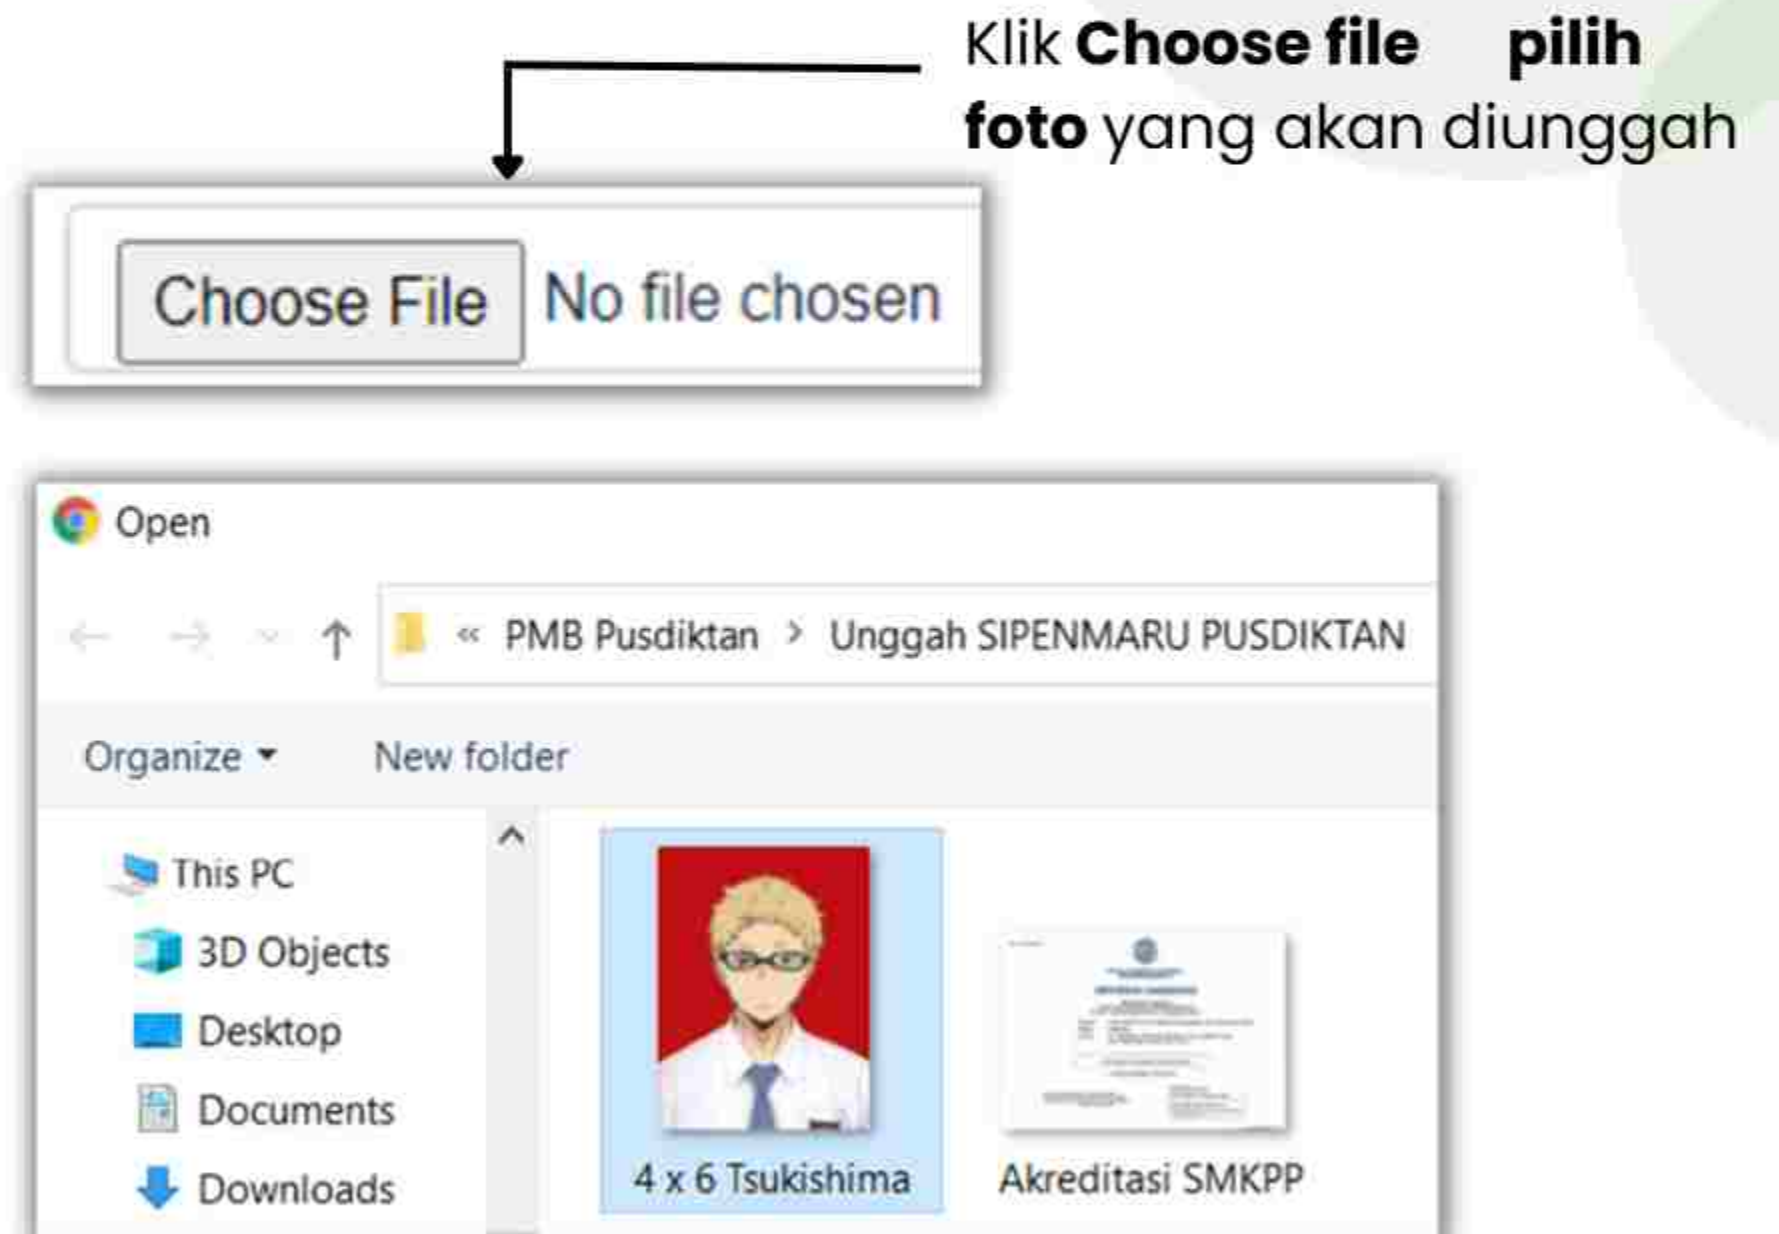 Klik Choose file pilih
foto yang akan diunggah
Choose File No file chosen
Open
« PMB Pusdiktan > Unggah SIPENMARU PUSDIKTAN
Organize New folder
This PC
3D Objects
Desktop
Documents
Downloads
4 x 6 Tsukishima
Akreditasi SMKPP